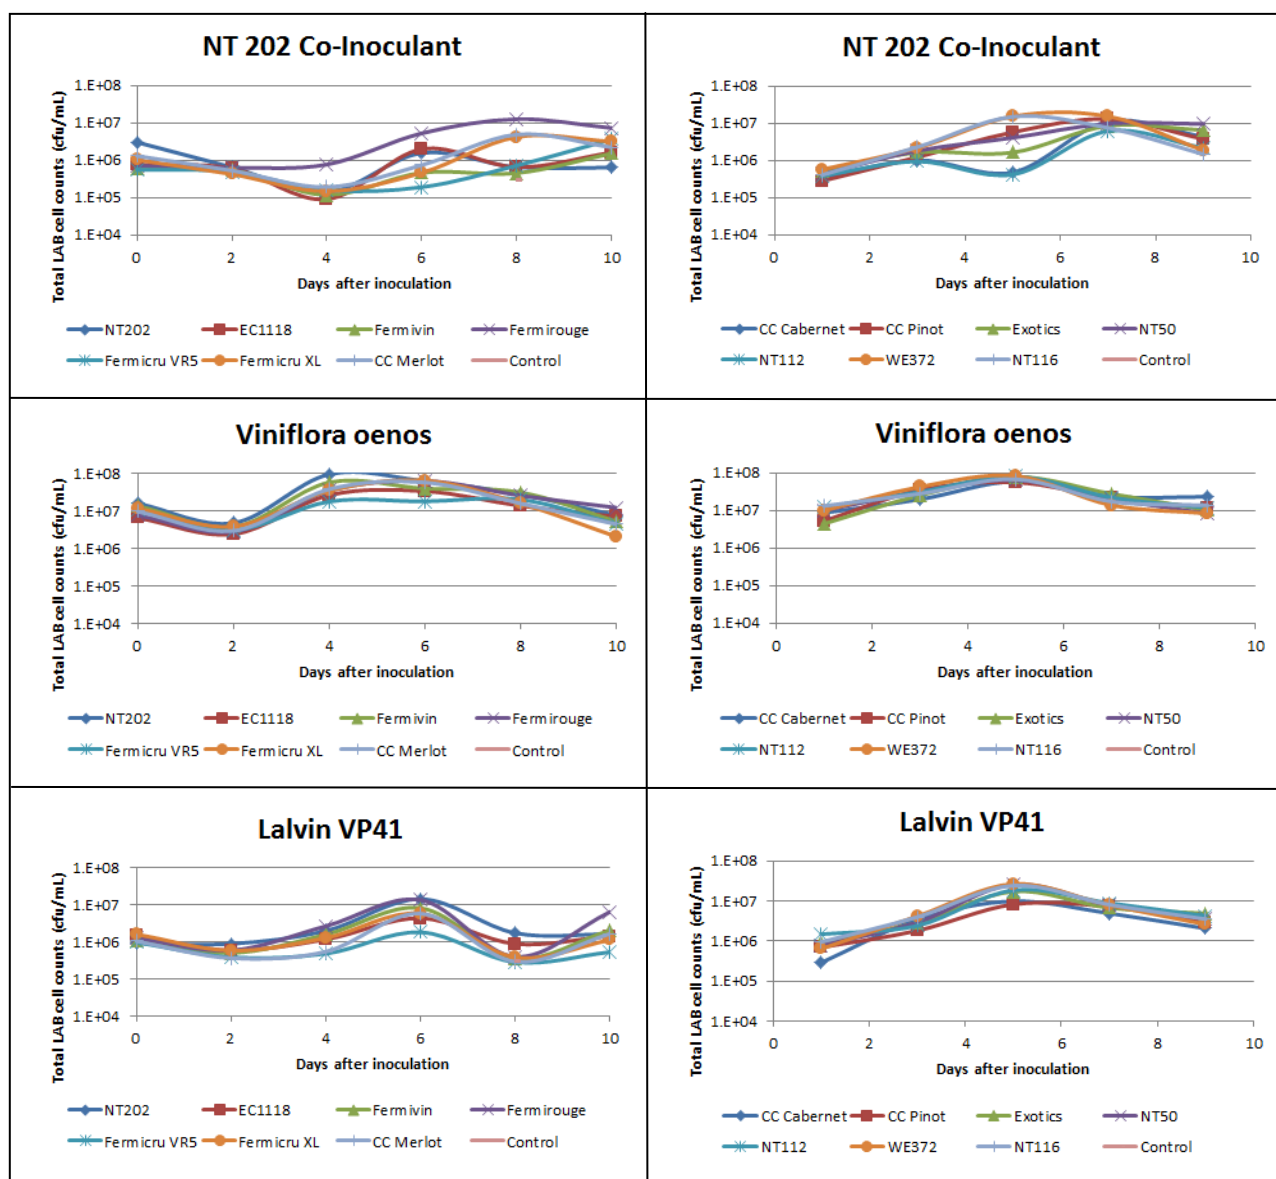 NT 202 Co-Inoculant
Total LAB cell counts (cfu/mL)
1.E+08
1.E+07
1.E+06
1.E+05
1.E+04
0 2 4 6 8 10
Days after inoculation
NT202 EC1118 Fermivin Fermirouge
Fermicru VR5 Fermicru XL CC Merlot Control
NT 202 Co-Inoculant
Total LAB cell counts (cfu/mL)
1.E+08
1.E+07
1.E+06
1.E+05
1.E+04
0 2 4 6 8 10
Days after inoculation
CC Cabernet CC Pinot Exotics NT50
NT112 WE372 NT116 Control
Viniflora oenos
Total LAB cell counts (cfu/mL)
1.E+08
1.E+07
1.E+06
1.E+05
1.E+04
0 2 4 6 8 10
Days after inoculation
NT202 EC1118 Fermivin Fermirouge
Fermicru VR5 Fermicru XL CC Merlot Control
Viniflora oenos
Total LAB cell counts (cfu/mL)
1.E+08
1.E+07
1.E+06
1.E+05
1.E+04
0 2 4 6 8 10
Days after inoculation
CC Cabernet CC Pinot Exotics NT50
NT112 WE372 NT116 Control
Lalvin VP41
Total LAB cell counts (cfu/mL)
1.E+08
1.E+07
1.E+06
1.E+05
1.E+04
0 2 4 6 8 10
Days after inoculation
NT202 EC1118 Fermivin Fermirouge
Fermicru VR5 Fermicru XL CC Merlot Control
Lalvin VP41
Total LAB cell counts (cfu/mL)
1.E+08
1.E+07
1.E+06
1.E+05
1.E+04
0 2 4 6 8 10
Days after inoculation
CC Cabernet CC Pinot Exotics NT50
NT112 WE372 NT116 Control